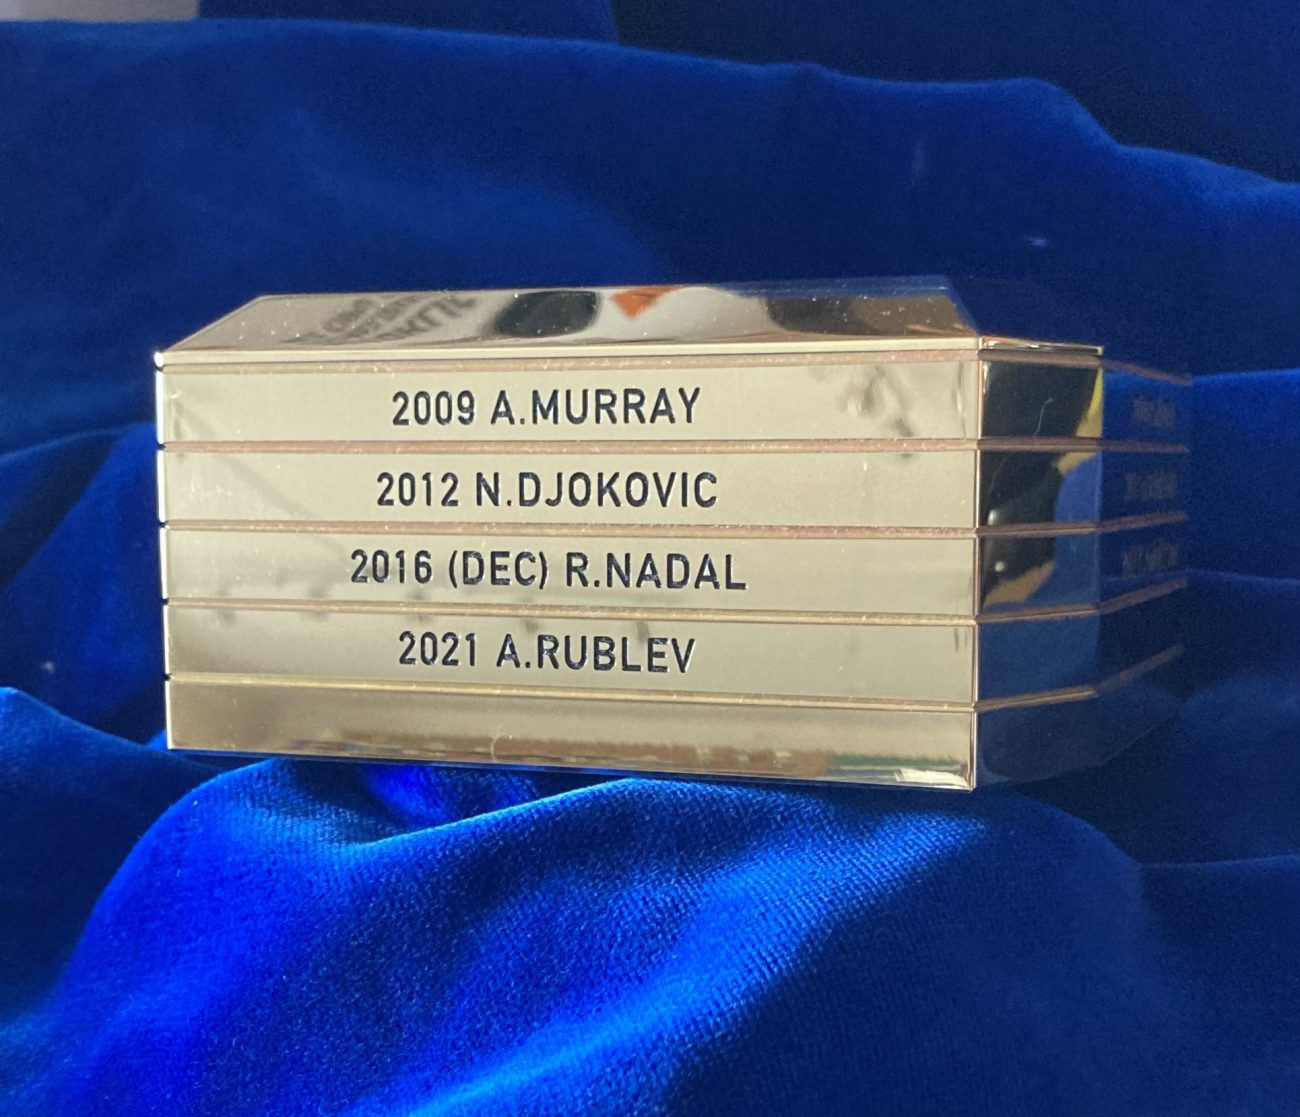 2009 A.MURRAY
2012 N.DJOKOVIC
2016 (DEC) R.NADAL
2021 A.RUBLEV